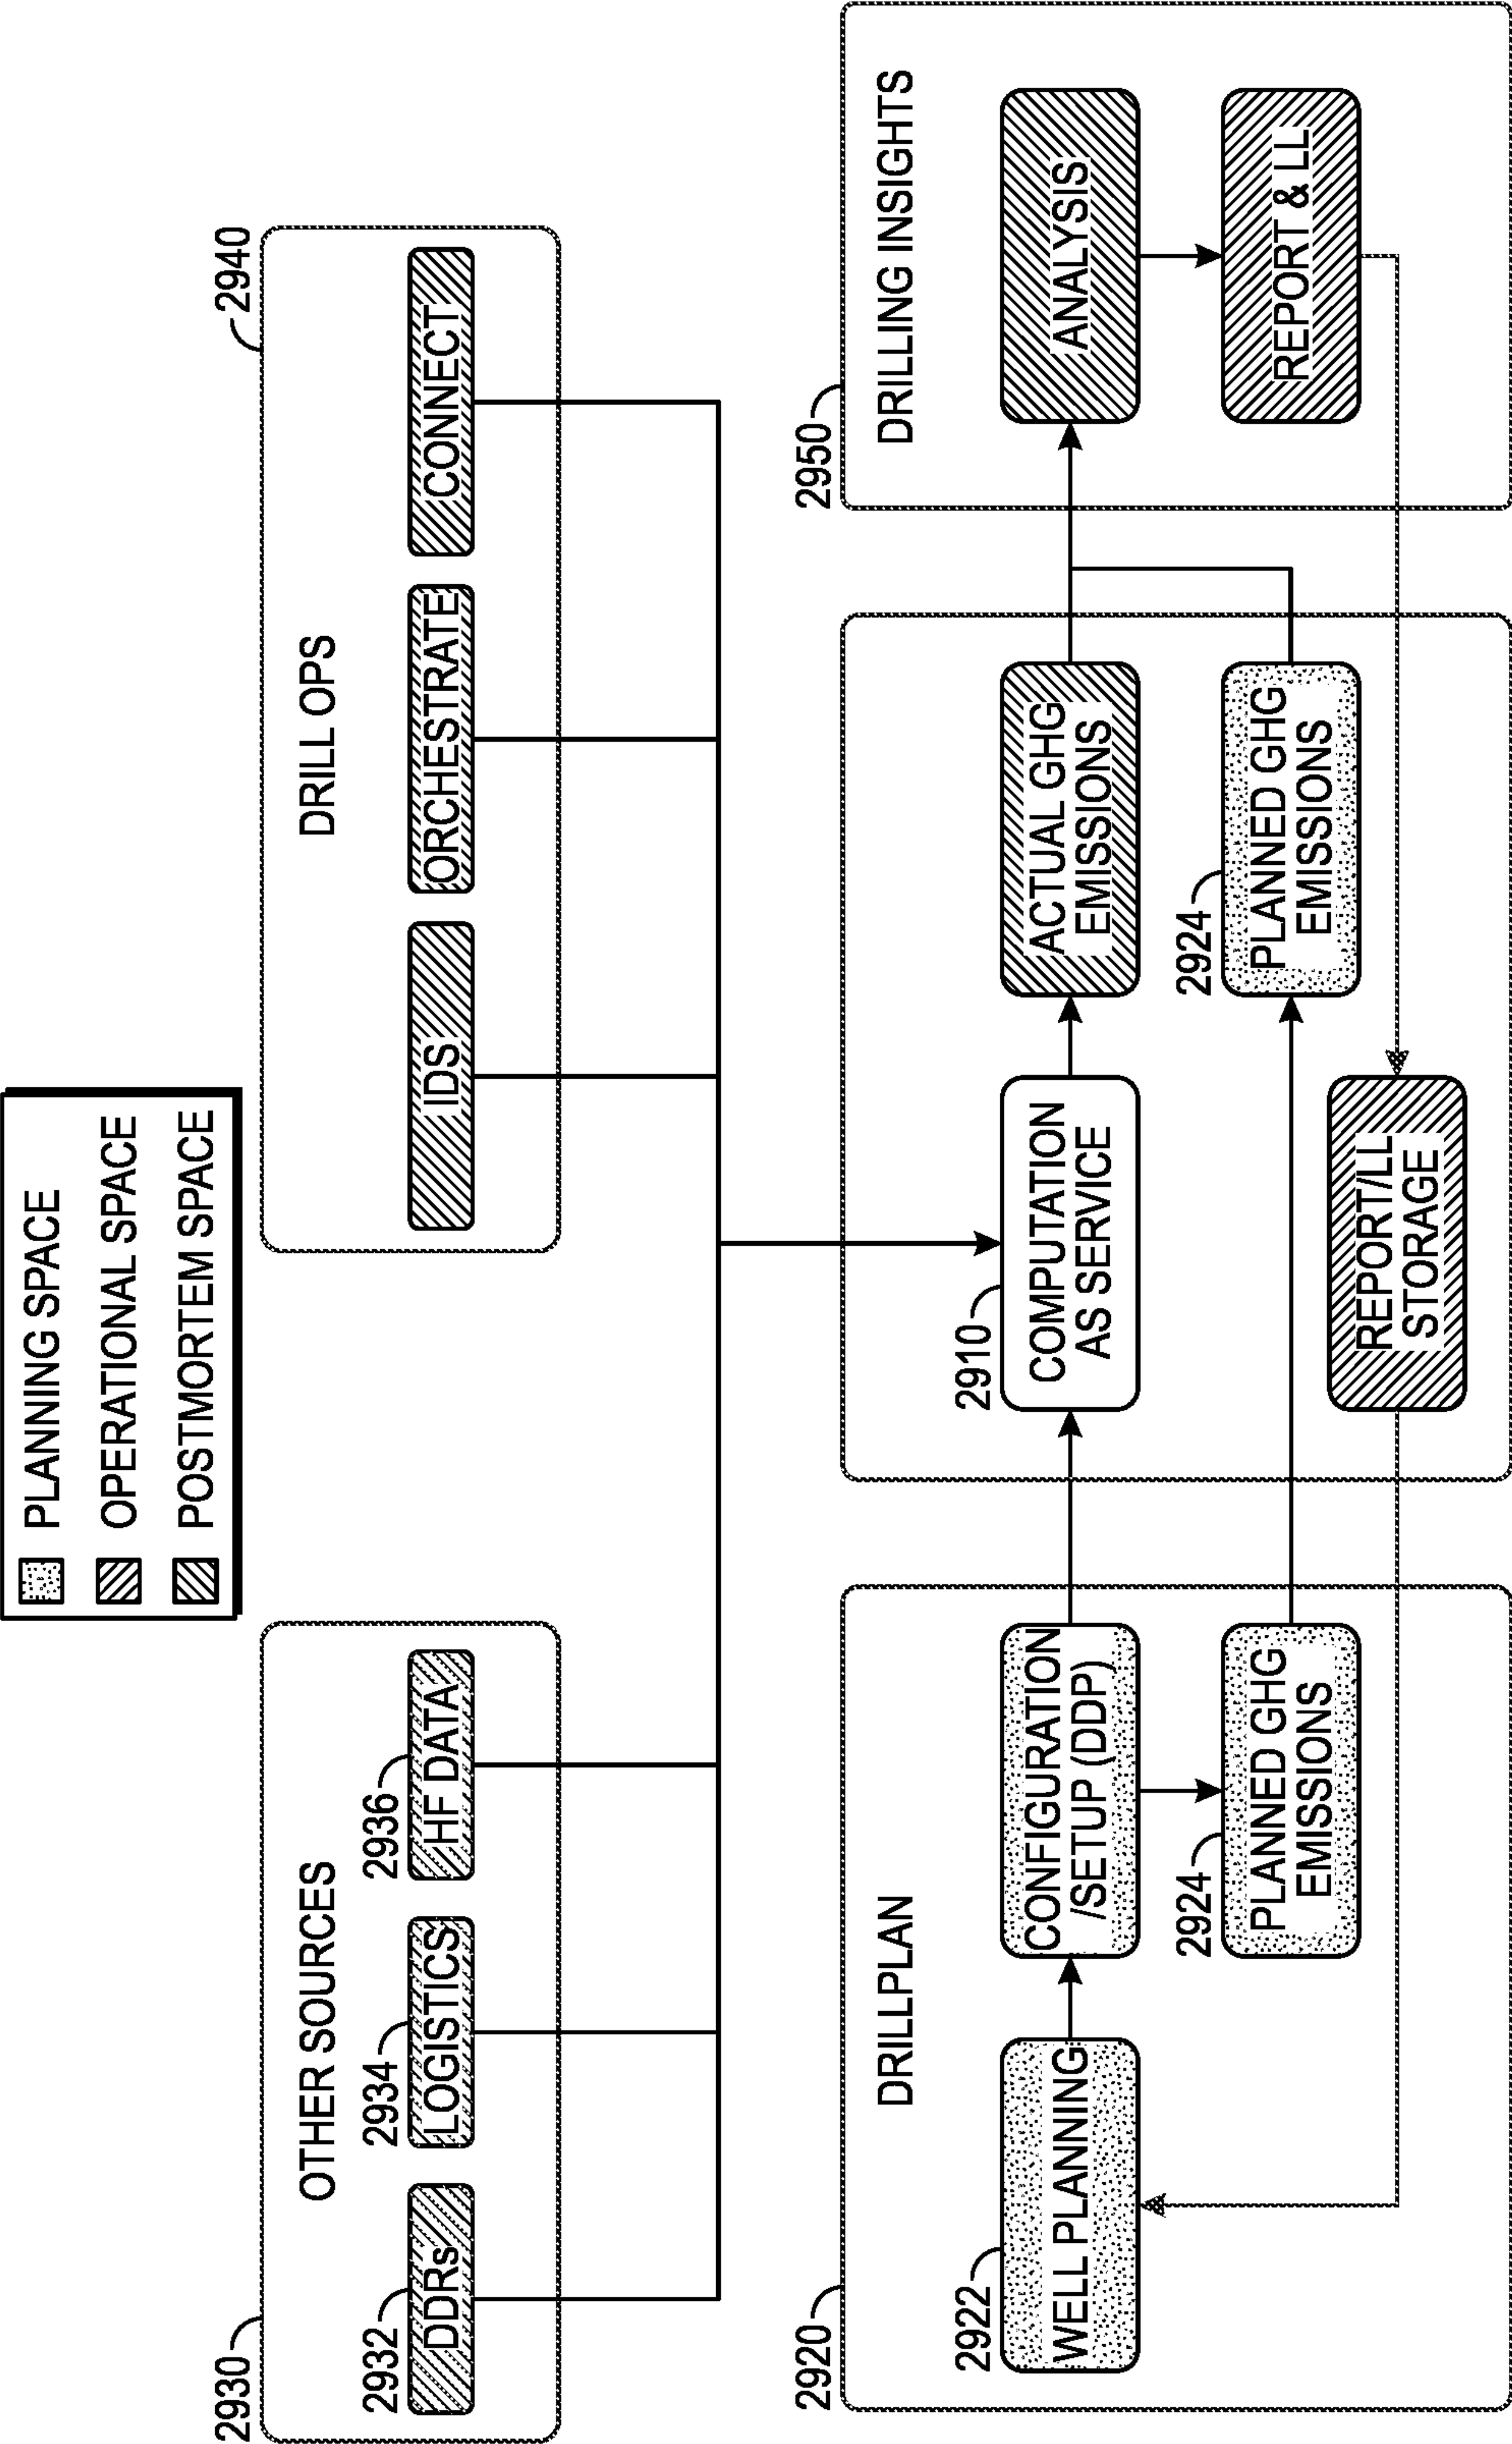 PLANNING SPACE
OPERATIONAL SPACE
POSTMORTEM SPACE
2930
OTHER SOURCES
2932
DDRs
2934
LOGISTICS
2936
HF DATA
2940
DRILL OPS
IDS
ORCHESTRATE
CONNECT
2920
DRILLPLAN
2922
WELL PLANNING
CONFIGURATION
/SETUP (DDP)
2924
PLANNED GHG
EMISSIONS
2910
COMPUTATION
AS SERVICE
ACTUAL GHG
EMISSIONS
2924
PLANNED GHG
EMISSIONS
REPORT/LL
STORAGE
2950
DRILLING INSIGHTS
ANALYSIS
REPORT & LL